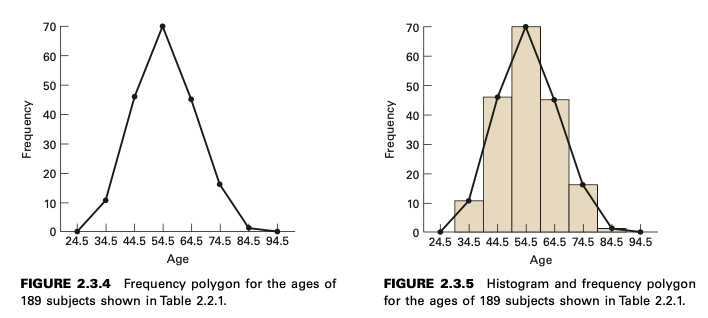 70
60
50
40
30
20
10
0
Frequency
24.5 34.5 44.5 54.5 64.5 74.5 84.5 94.5
Age
FIGURE 2.3.4 Frequency polygon for the ages of
189 subjects shown in Table 2.2.1.
70
60
50
40
30
20
10
0
Frequency
24.5 34.5 44.5 54.5 64.5 74.5 84.5 94.5
Age
FIGURE 2.3.5 Histogram and frequency polygon
for the ages of 189 subjects shown in Table 2.2.1.